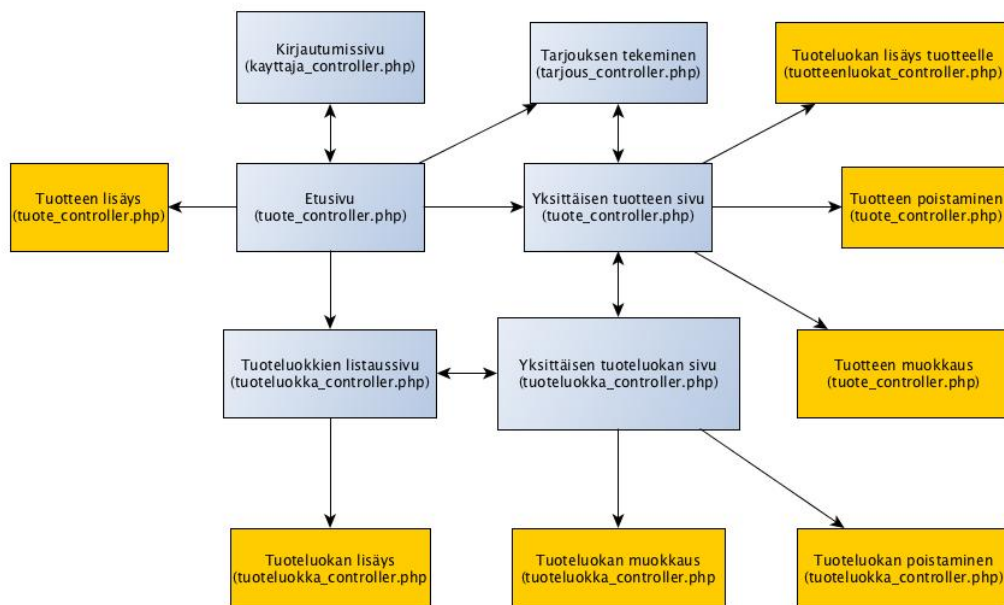 Kirjautumissivu
(kayttaja_controller.php)
Tarjouksen tekeminen
(tarjous_controller.php)
Tuoteluokan lisäys tuotteelle
(tuotteenluokat_controller.php)
Tuotteen lisäys
(tuote_controller.php)
Etusivu
(tuote_controller.php)
Yksittäisen tuotteen sivu
(tuote_controller.php)
Tuotteen poistaminen
(tuote_controller.php)
Tuoteluokkien listaussivu
(tuoteluokka_controller.php)
Yksittäisen tuoteluokan sivu
(tuoteluokka_controller.php)
Tuotteen muokkaus
(tuote_controller.php)
Tuoteluokan lisäys
(tuoteluokka_controller.php
Tuoteluokan muokkaus
(tuoteluokka_controller.php
Tuoteluokan poistaminen
(tuoteluokka_controller.php)